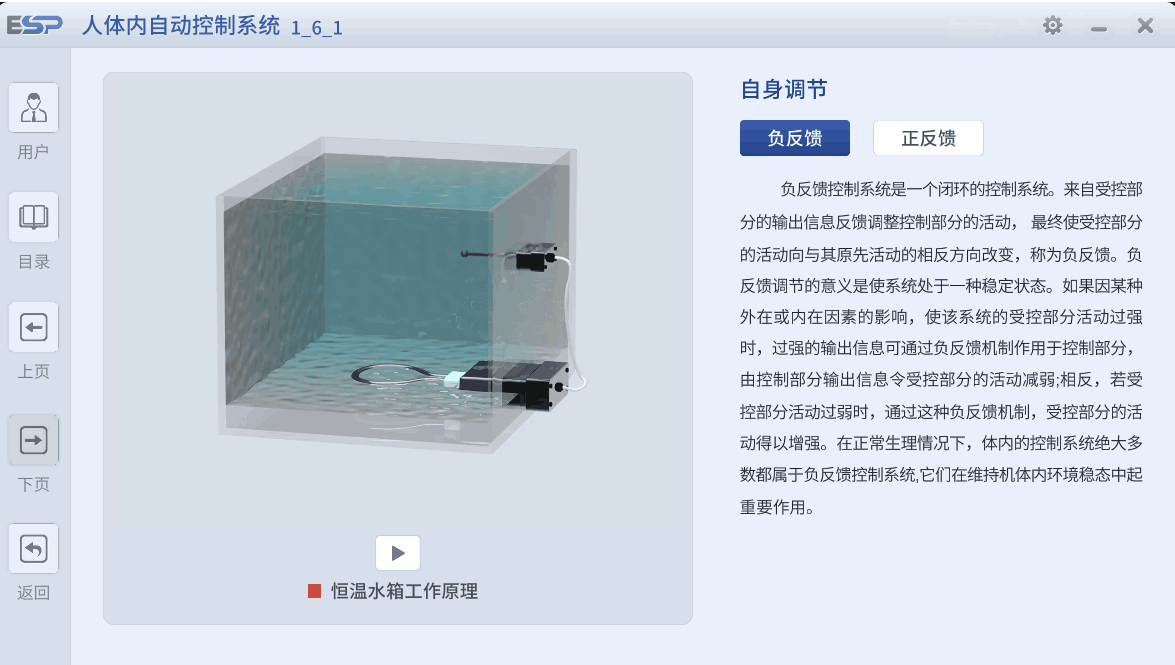 ESP 人体内自动控制系统 1_6_1
用户
目录
上页
下页
返回
恒温水箱工作原理
自身调节
负反馈 正反馈
负反馈控制系统是一个闭环的控制系统。来自受控部
分的输出信息反馈调整控制部分的活动， 最终使受控部分
的活动向与其原先活动的相反方向改变，称为负反馈。负
反馈调节的意义是使系统处于一种稳定状态。如果因某种
外在或内在因素的影响，使该系统的受控部分活动过强
时，过强的输出信息可通过负反馈机制作用于控制部分，
由控制部分输出信息令受控部分的活动减弱;相反，若受
控部分活动过弱时，通过这种负反馈机制，受控部分的活
动得以增强。在正常生理情况下，体内的控制系统绝大多
数都属于负反馈控制系统,它们在维持机体内环境稳态中起
重要作用。